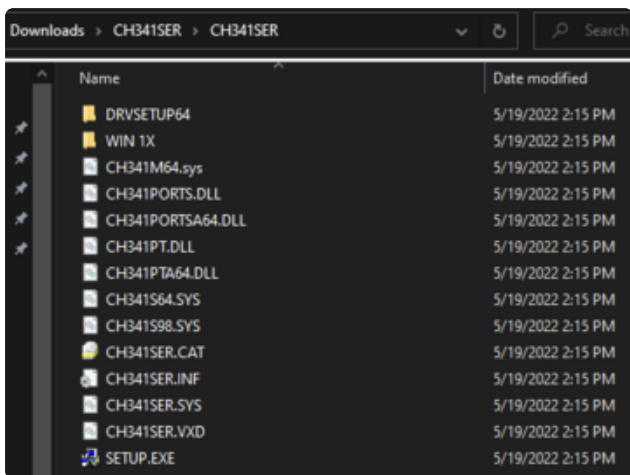 Downloads > CH341SER > CH341SER Search
Name Date modified
DRVSETUP64 5/19/2022 2:15 PM
WIN 1X 5/19/2022 2:15 PM
CH341M64.sys 5/19/2022 2:15 PM
CH341PORTS.DLL 5/19/2022 2:15 PM
CH341PORTSA64.DLL 5/19/2022 2:15 PM
CH341PT.DLL 5/19/2022 2:15 PM
CH341PTA64.DLL 5/19/2022 2:15 PM
CH341S64.SYS 5/19/2022 2:15 PM
CH341S98.SYS 5/19/2022 2:15 PM
CH341SER.CAT 5/19/2022 2:15 PM
CH341SER.INF 5/19/2022 2:15 PM
CH341SER.SYS 5/19/2022 2:15 PM
CH341SER.VXD 5/19/2022 2:15 PM
SETUP.EXE 5/19/2022 2:15 PM